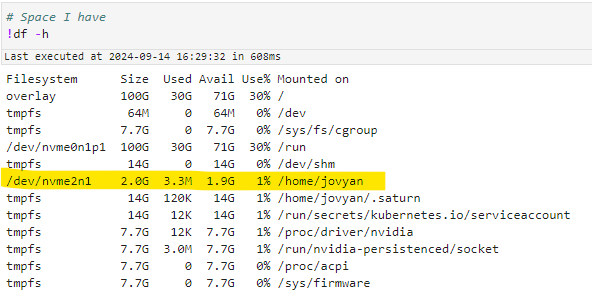 # Space I have
!df -h
Last executed at 2024-09-14 16:29:32 in 608ms
Filesystem Size Used Avail Use% Mounted on
overlay 100G 30G 71G 30% /
tmpfs 64M 0 64M 0% /dev
tmpfs 7.7G 0 7.7G 0% /sys/fs/cgroup
/dev/nvme0n1p1 100G 30G 71G 30% /run
tmpfs 14G 0 14G 0% /dev/shm
/dev/nvme2n1 2.0G 3.3M 1.9G 1% /home/jovyan
tmpfs 14G 120K 14G 1% /home/jovyan/.saturn
tmpfs 14G 12K 14G 1% /run/secrets/kubernetes.io/serviceaccount
tmpfs 7.7G 12K 7.7G 1% /proc/driver/nvidia
tmpfs 7.7G 3.0M 7.7G 1% /run/nvidia-persistenced/socket
tmpfs 7.7G 0 7.7G 0% /proc/acpi
tmpfs 7.7G 0 7.7G 0% /sys/firmware